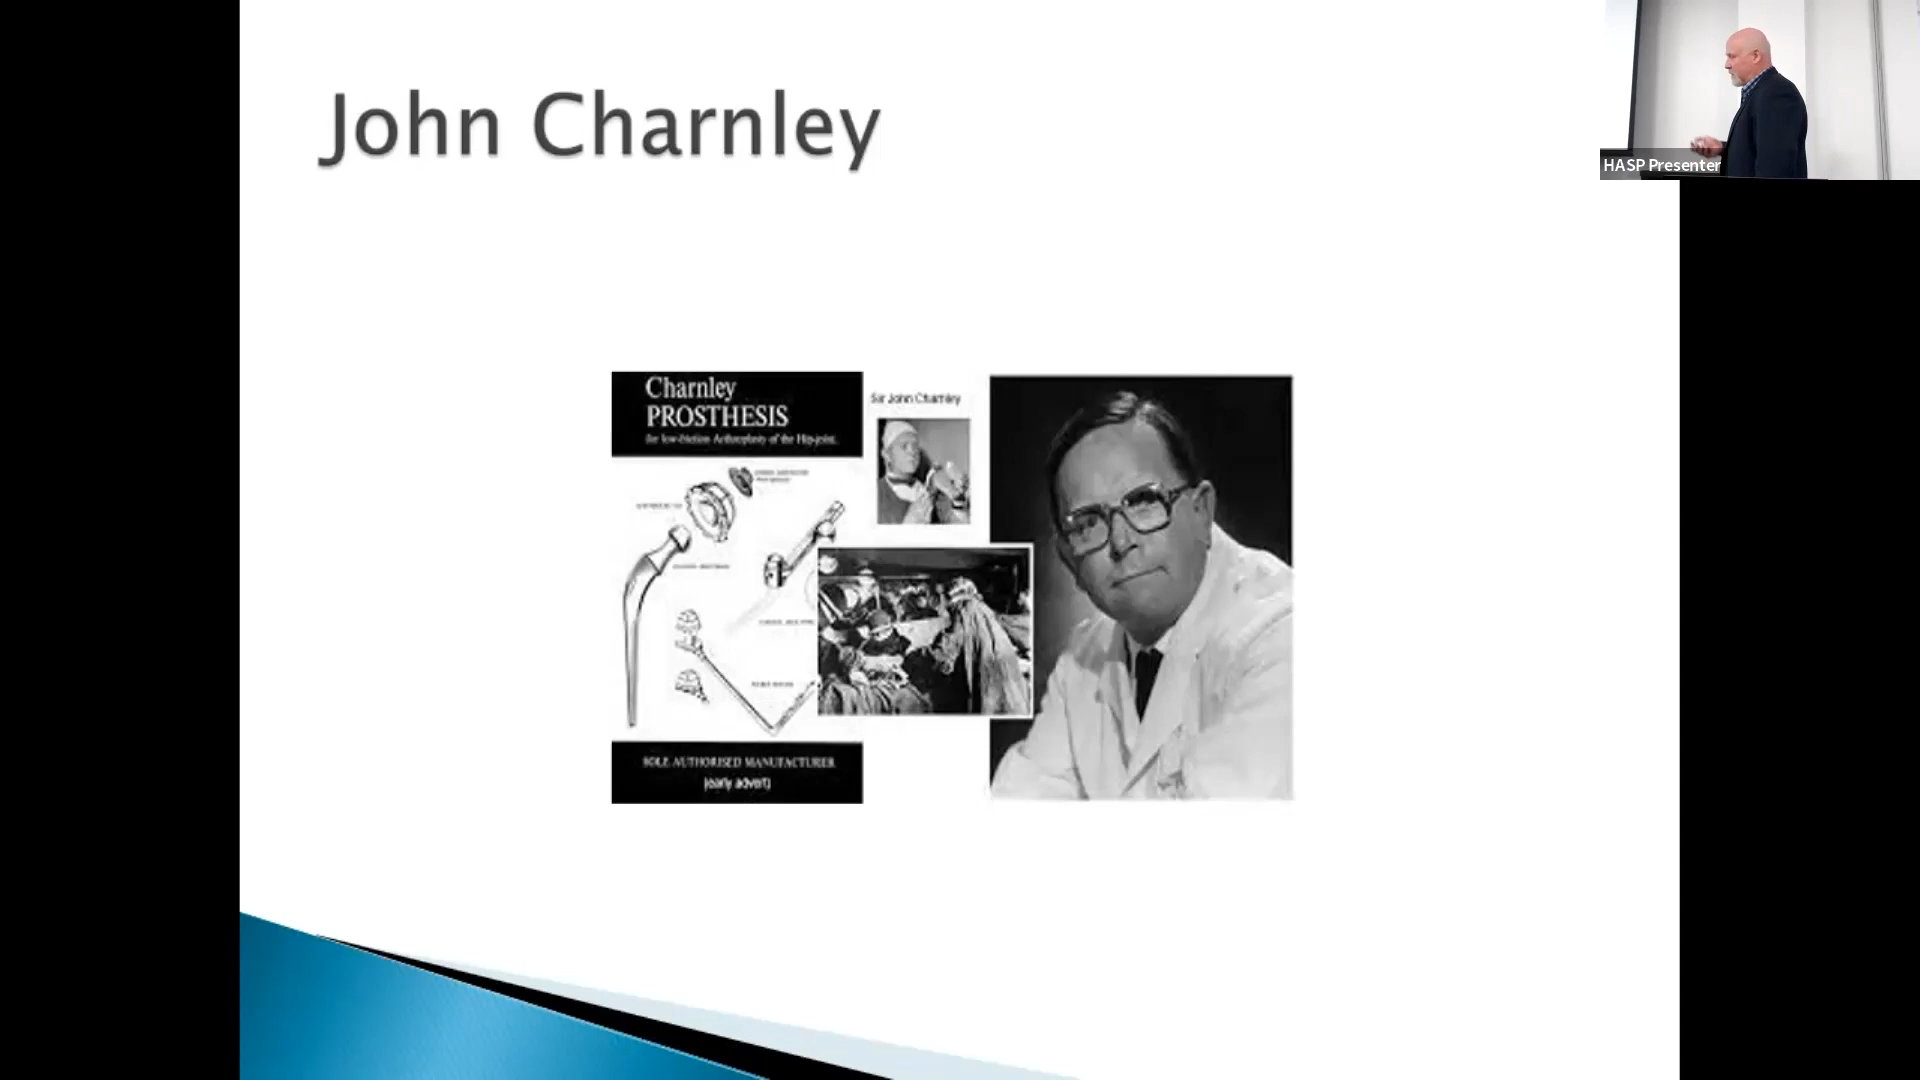 John Charnley
HASP Presenter
Charnley
PROSTHESIS
for low-friction Arthroplasty of the Hip-joint.
Sir John Charnley
SOLE AUTHORISED MANUFACTURER
(early advert)